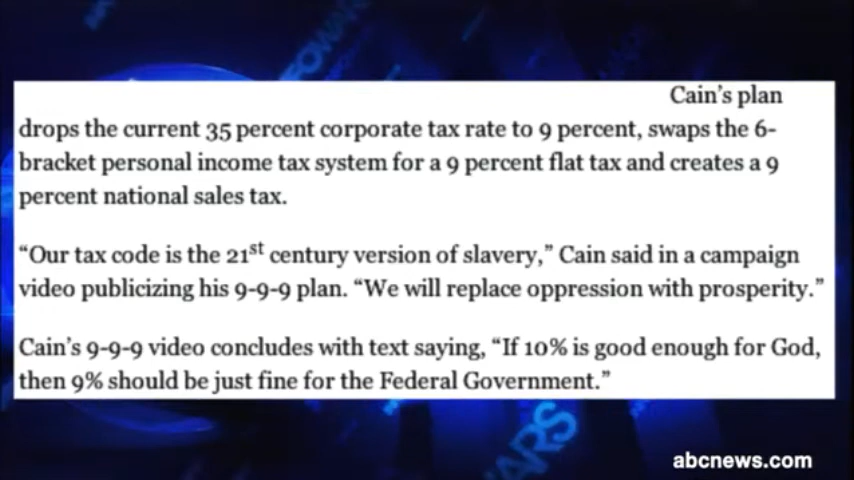 INFOWARS
Cain's plan
drops the current 35 percent corporate tax rate to 9 percent, swaps the 6-
bracket personal income tax system for a 9 percent flat tax and creates a 9
percent national sales tax.
“Our tax code is the 21st century version of slavery,” Cain said in a campaign
video publicizing his 9-9-9 plan. “We will replace oppression with prosperity.”
Cain's 9-9-9 video concludes with text saying, “If 10% is good enough for God,
then 9% should be just fine for the Federal Government.”
WARS
abcnews.com